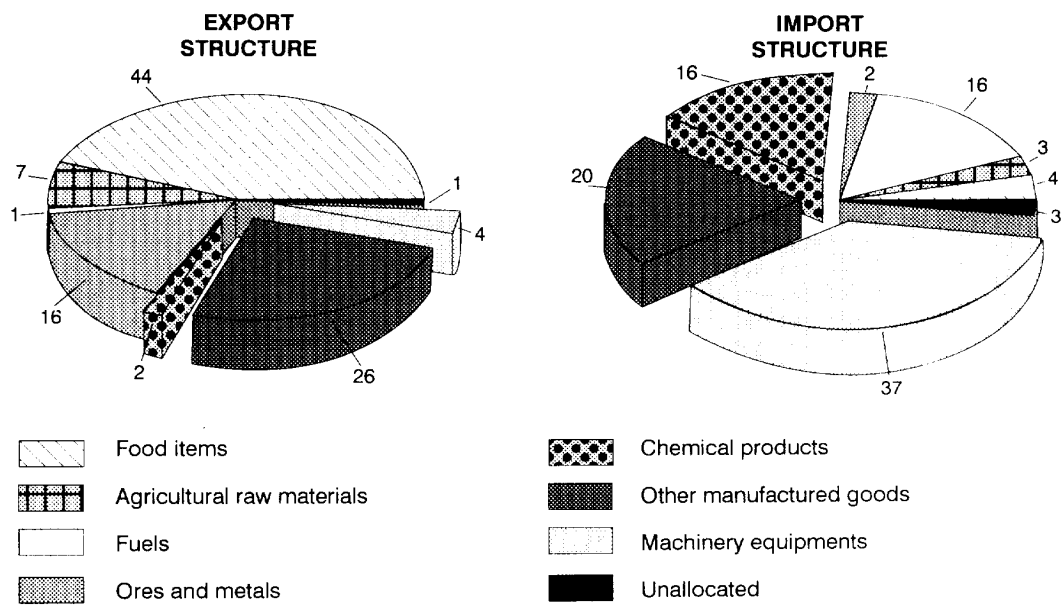 EXPORT
STRUCTURE
44
7
1
16
2
26
4
1
IMPORT
STRUCTURE
16
2
16
3
4
3
37
20
Food items
Agricultural raw materials
Fuels
Ores and metals
Chemical products
Other manufactured goods
Machinery equipments
Unallocated